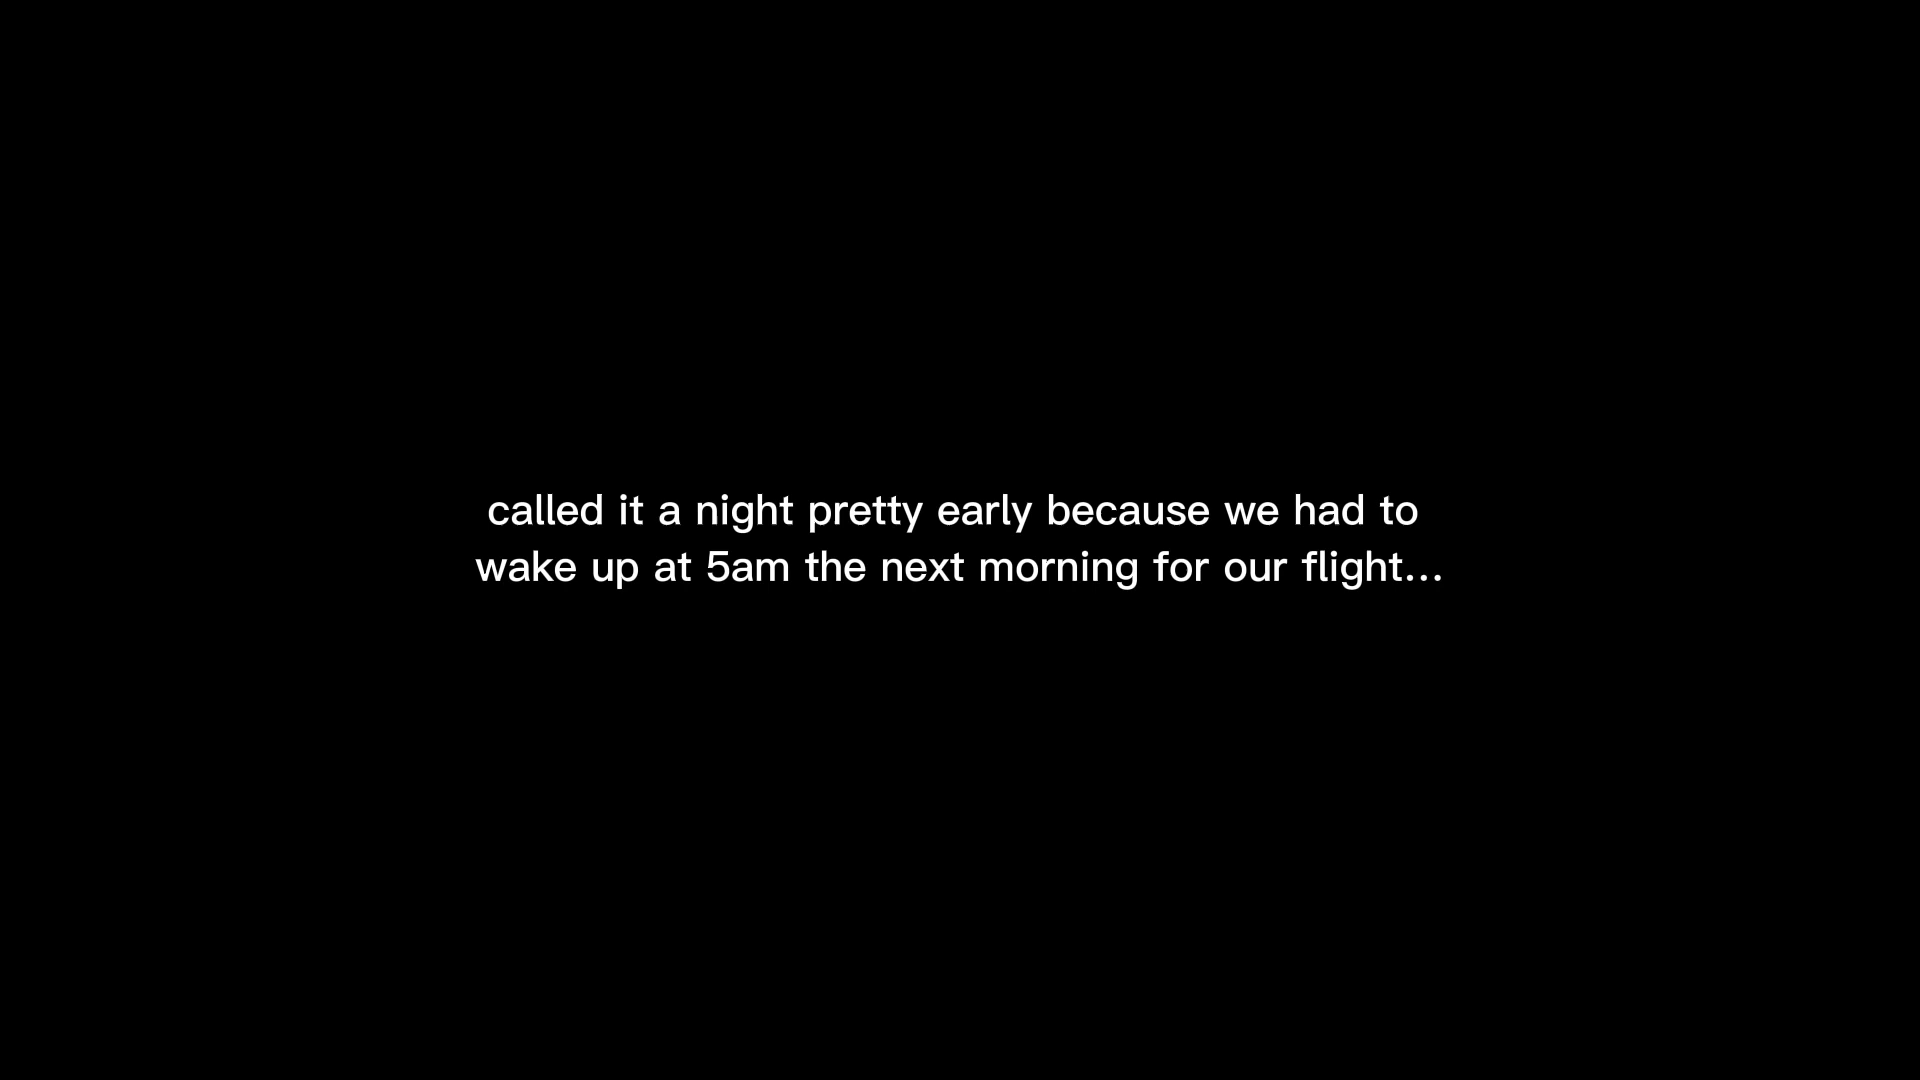 called it a night pretty early because we had to
wake up at 5am the next morning for our flight...